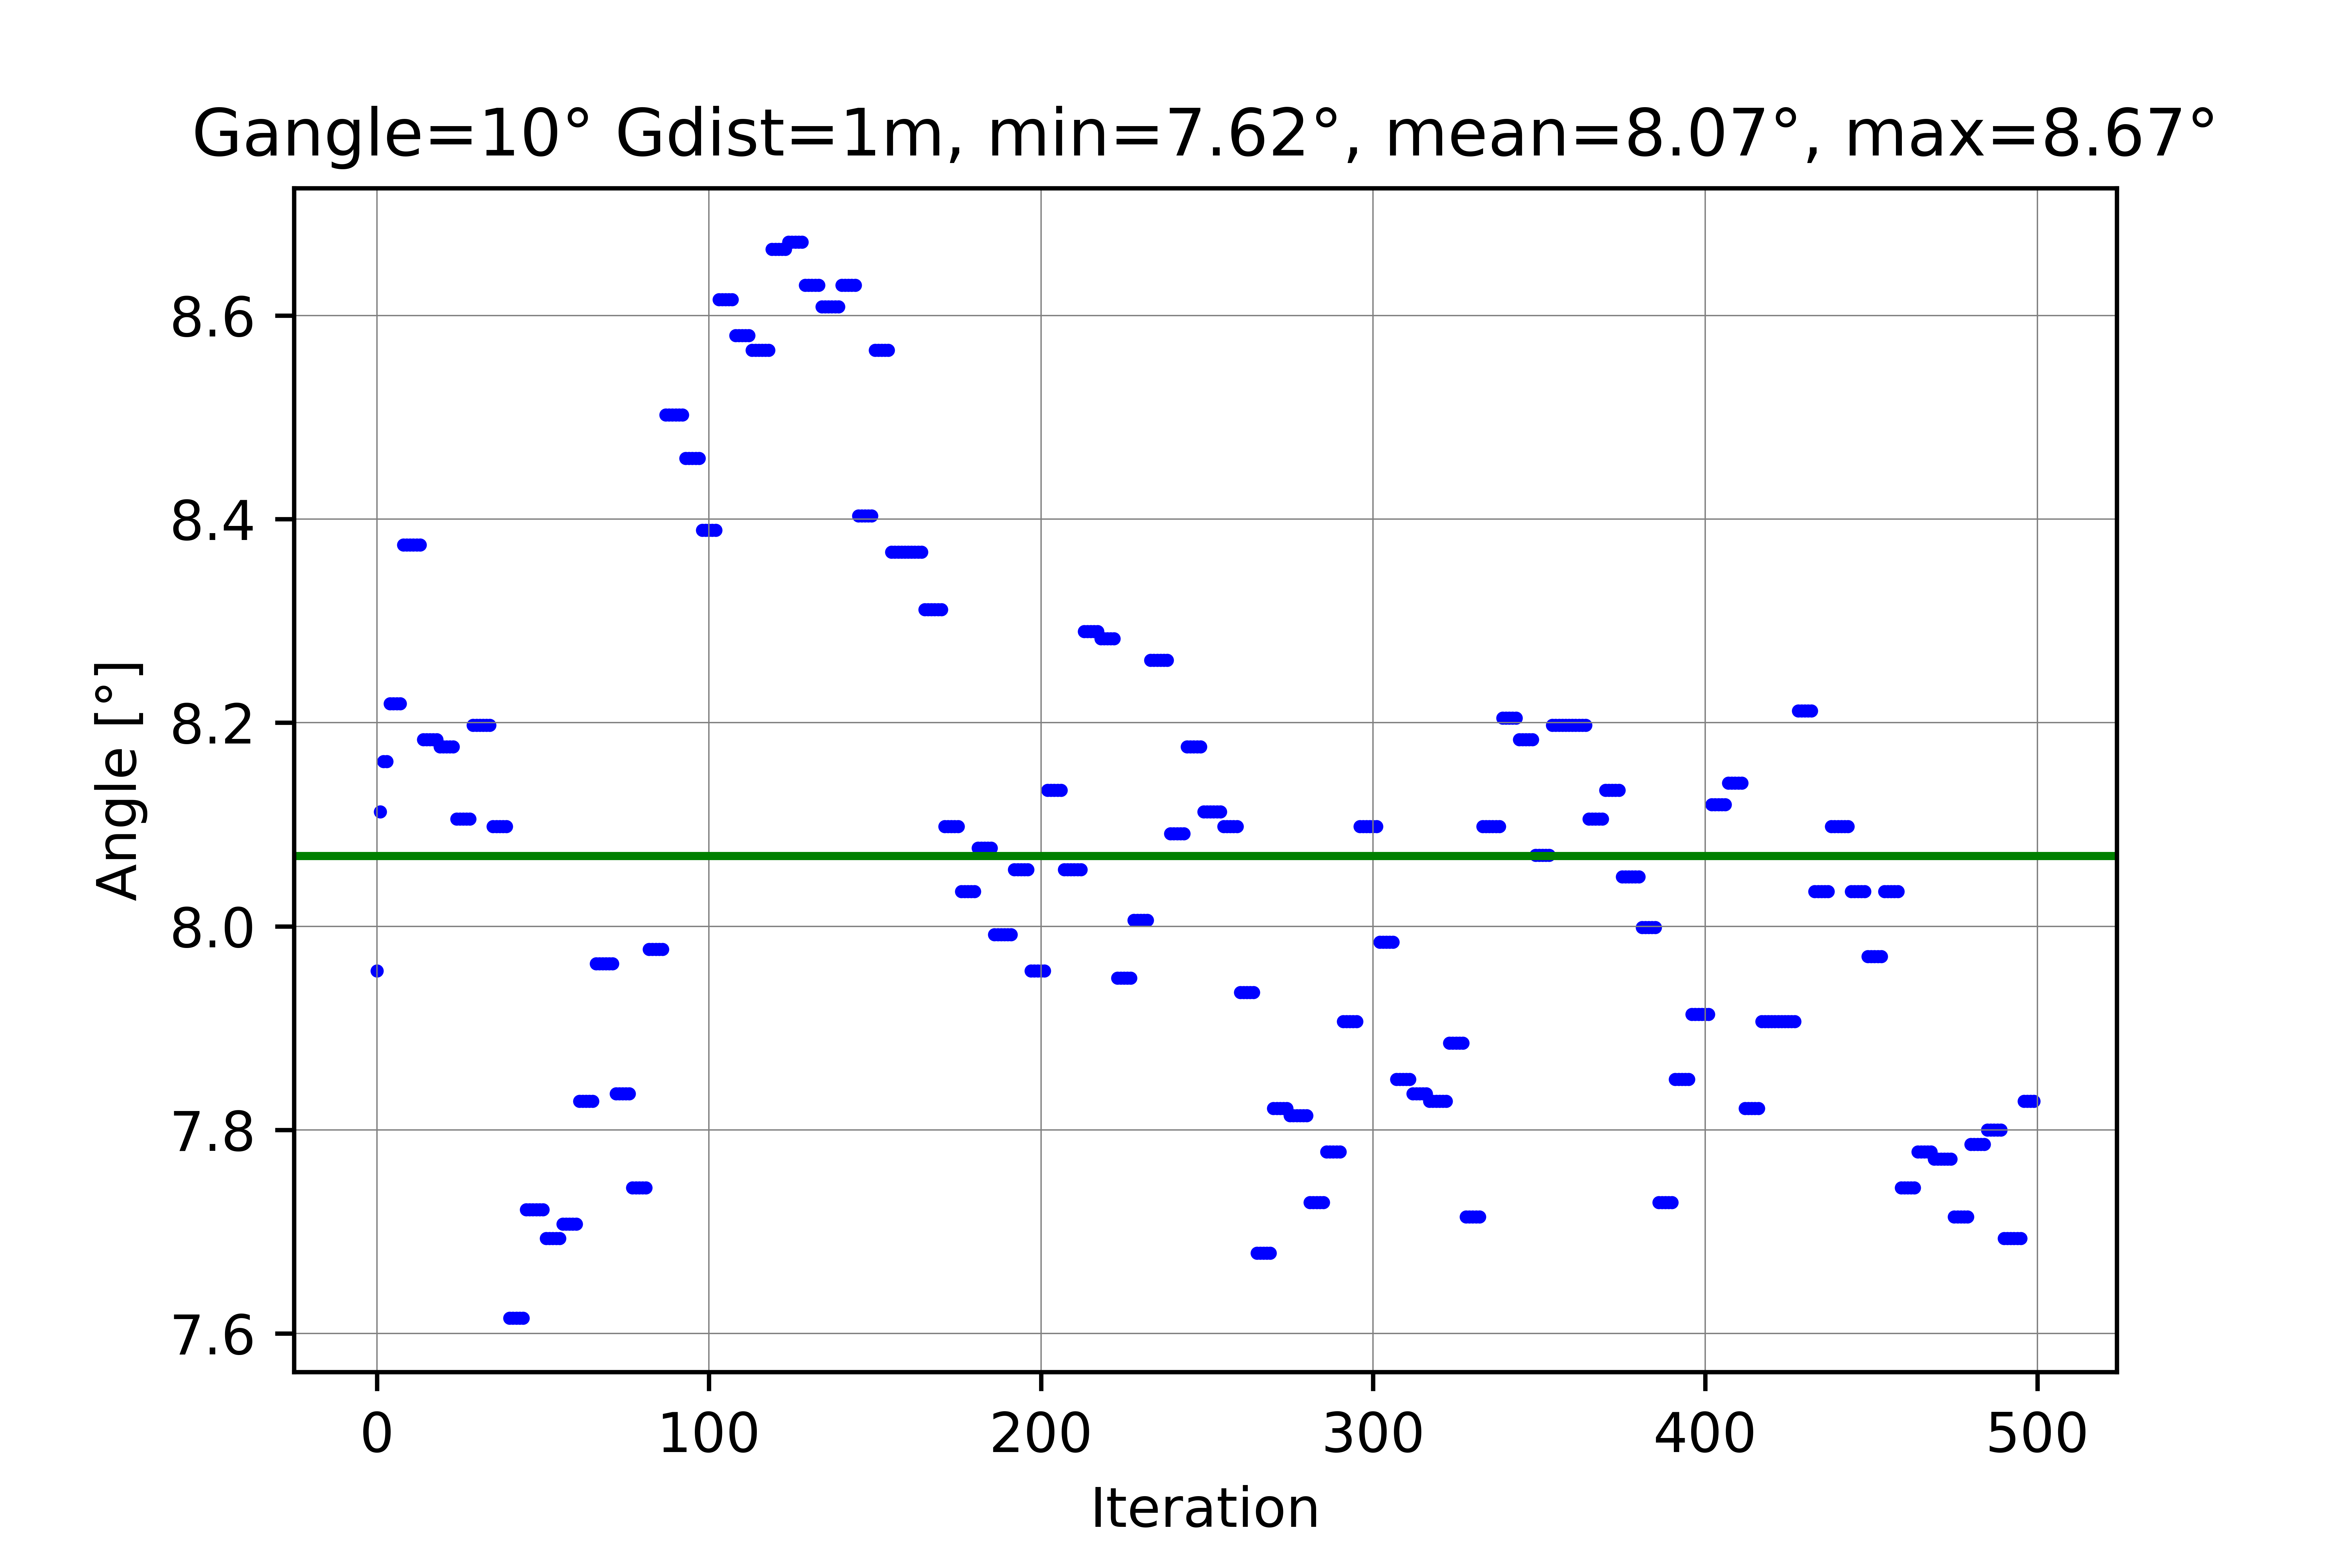 Gangle=10° Gdist=1m, min=7.62°, mean=8.07°, max=8.67°
8.6
8.4
8.2
8.0
7.8
7.6
Angle [°]
0 100 200 300 400 500
Iteration